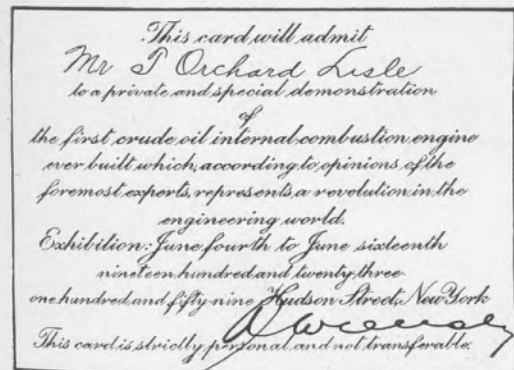 This card will admit
Mr T Orchard Lisle
to a private and special demonstration
of
the first crude oil internal combustion engine
ever built which, according to, opinions of the
foremost experts, represents, a revolution in the
engineering world.
Exhibition: June fourth to June sixteenth
nineteen hundred and twenty three
one hundred and fifty-nine Hudson Street, New York
This card is, strictly personal and not transferable.